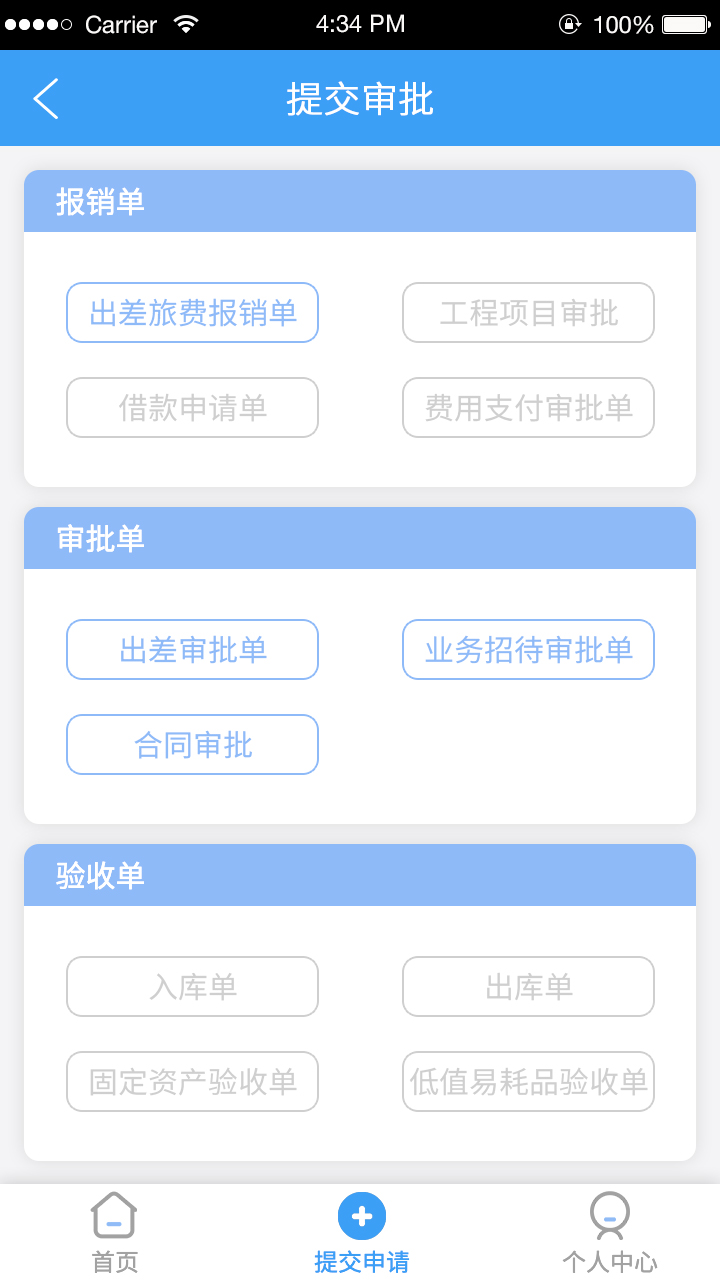 Carrier 4:34 PM 100%
提交审批
报销单
出差旅费报销单 工程项目审批
借款申请单 费用支付审批单
审批单
出差审批单 业务招待审批单
合同审批
验收单
入库单 出库单
固定资产验收单 低值易耗品验收单
首页 提交申请 个人中心